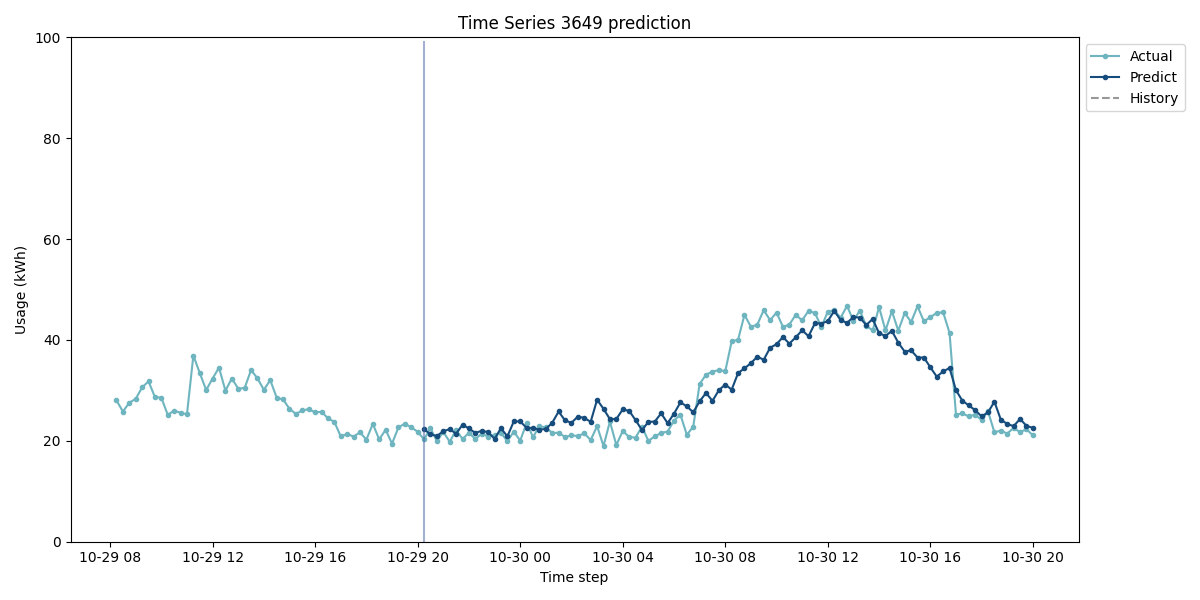 Time Series 3649 prediction
100
80
60
40
20
0
Usage (kWh)
10-29 08 10-29 12 10-29 16 10-29 20 10-30 00 10-30 04 10-30 08 10-30 12 10-30 16 10-30 20
Time step
Actual
Predict
History